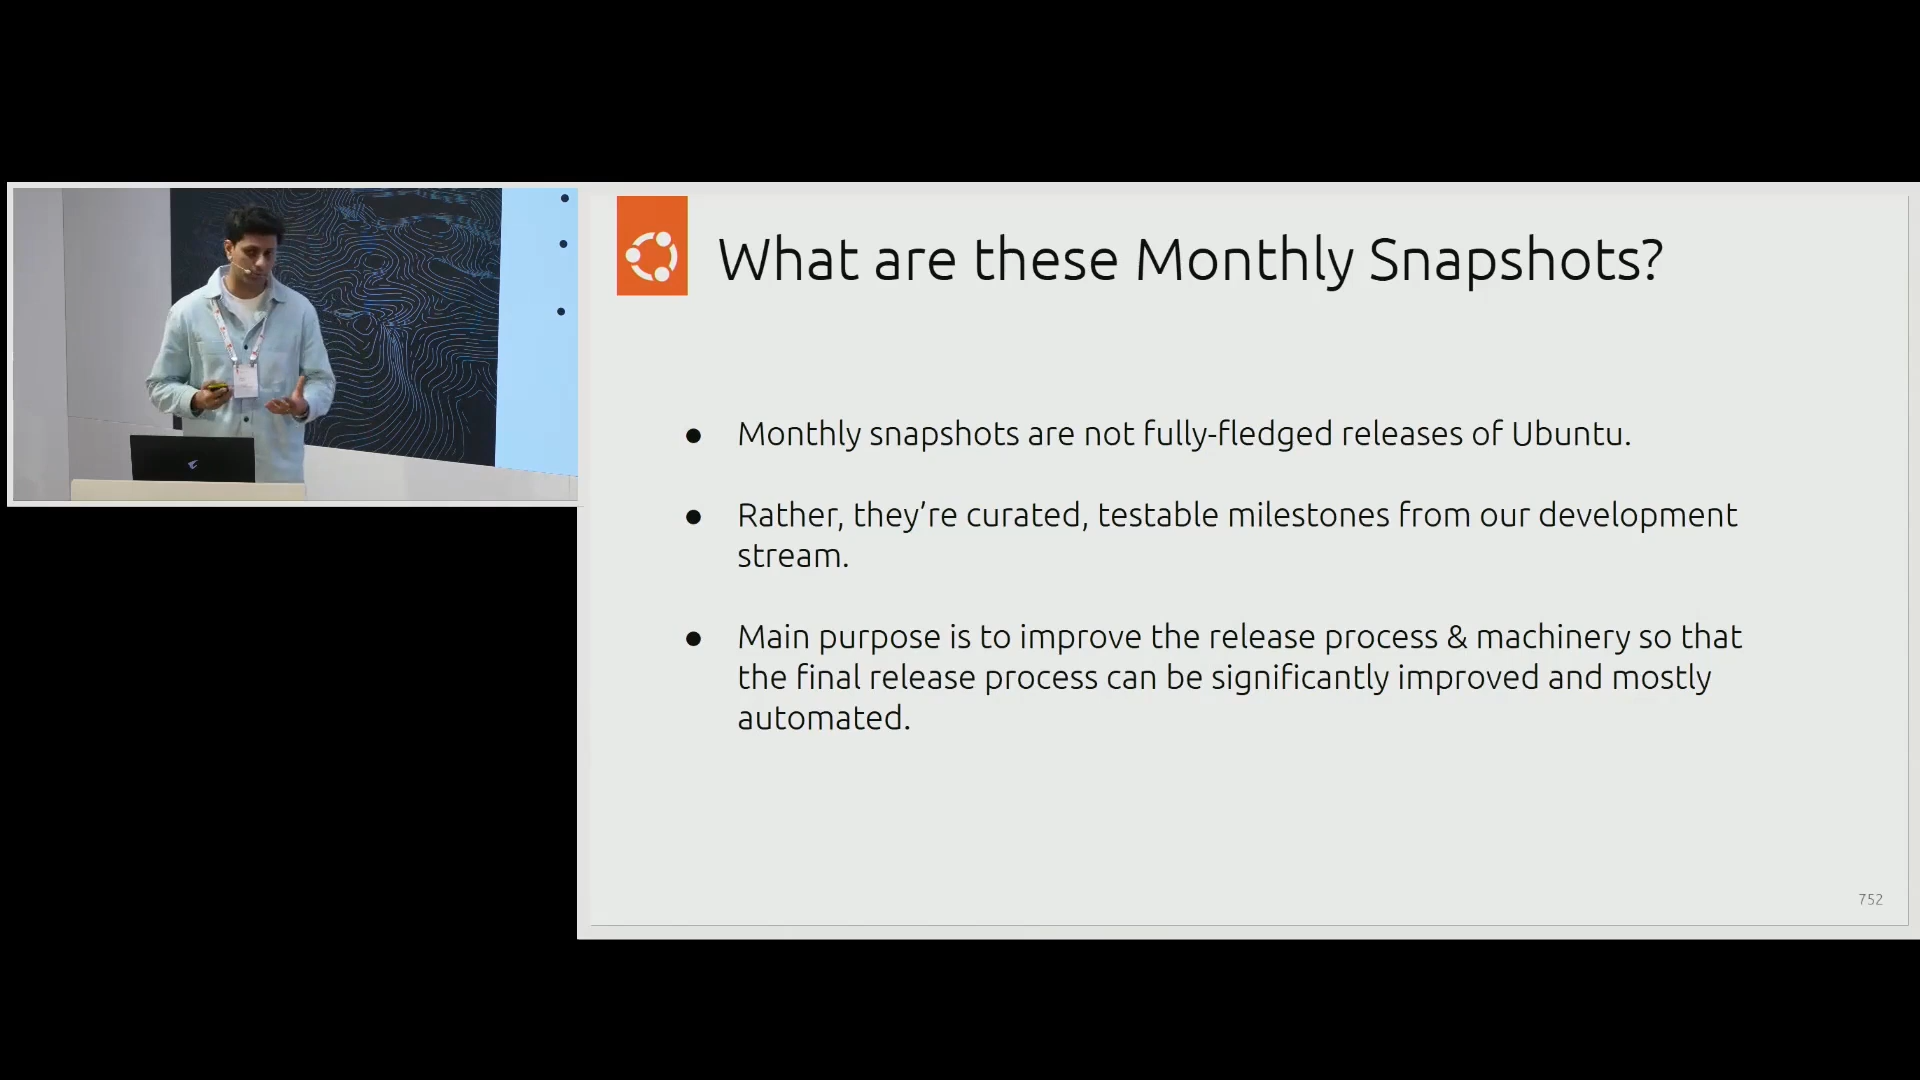 What are these Monthly Snapshots?
● Monthly snapshots are not fully-fledged releases of Ubuntu.
● Rather, they’re curated, testable milestones from our development
stream.
● Main purpose is to improve the release process & machinery so that
the final release process can be significantly improved and mostly
automated.
752